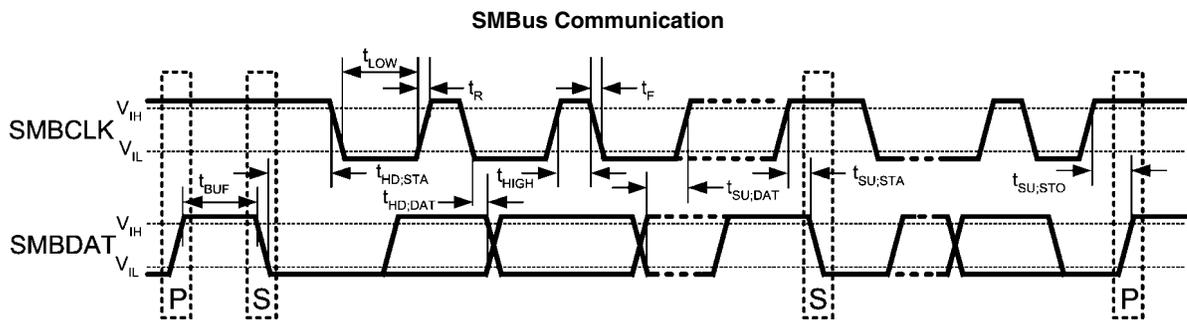 SMBus Communication
tLOW
tR
tF
VIH
SMBCLK
VIL
tBUF
tHD;STA
tHIGH
tSU;DAT
tSU;STA
tSU;STO
tHD;DAT
VIH
SMBDAT
VIL
P
S
S
P